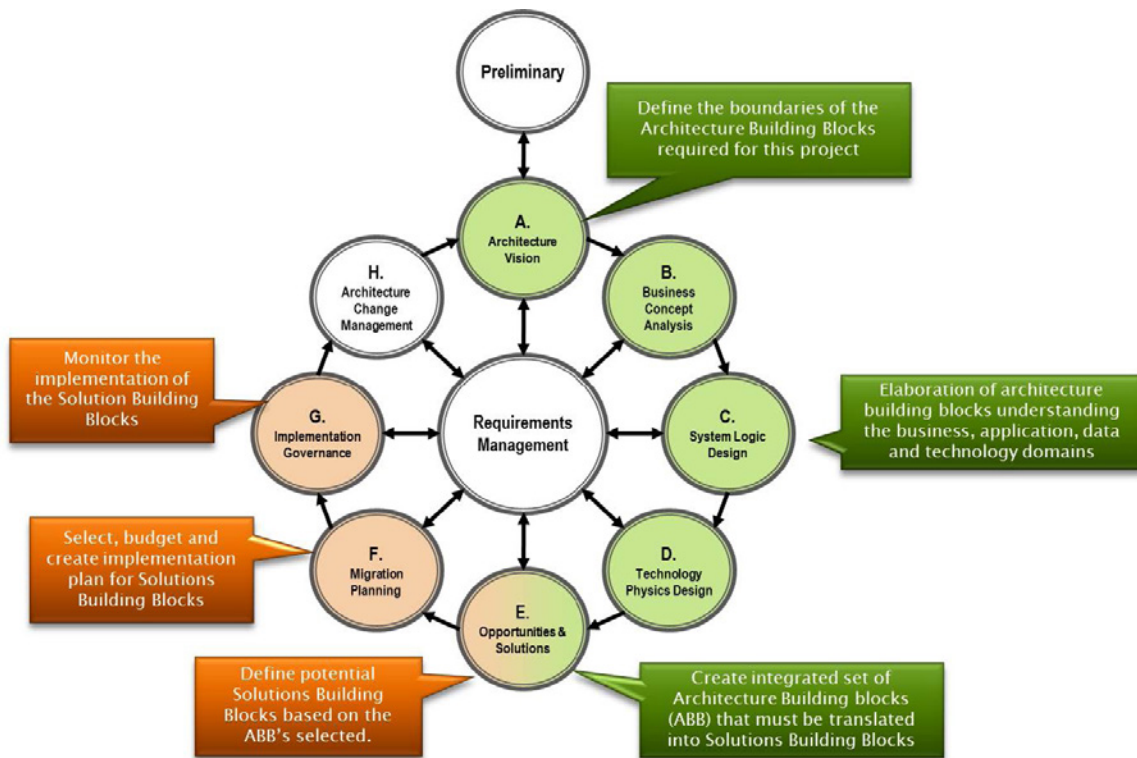 Preliminary
Define the boundaries of the
Architecture Building Blocks
required for this project
A.
Architecture
Vision
H.
Architecture
Change
Management
B.
Business
Concept
Analysis
Monitor the
implementation of
the Solution Building
Blocks
G.
Implementation
Governance
Requirements
Management
C.
System Logic
Design
Elaboration of architecture
building blocks understanding
the business, application, data
and technology domains
Select, budget and
create implementation
plan for Solutions
Building Blocks
F.
Migration
Planning
D.
Technology
Physics Design
E.
Opportunities &
Solutions
Define potential
Solutions Building
Blocks based on the
ABB's selected.
Create integrated set of
Architecture Building blocks
(ABB) that must be translated
into Solutions Building Blocks